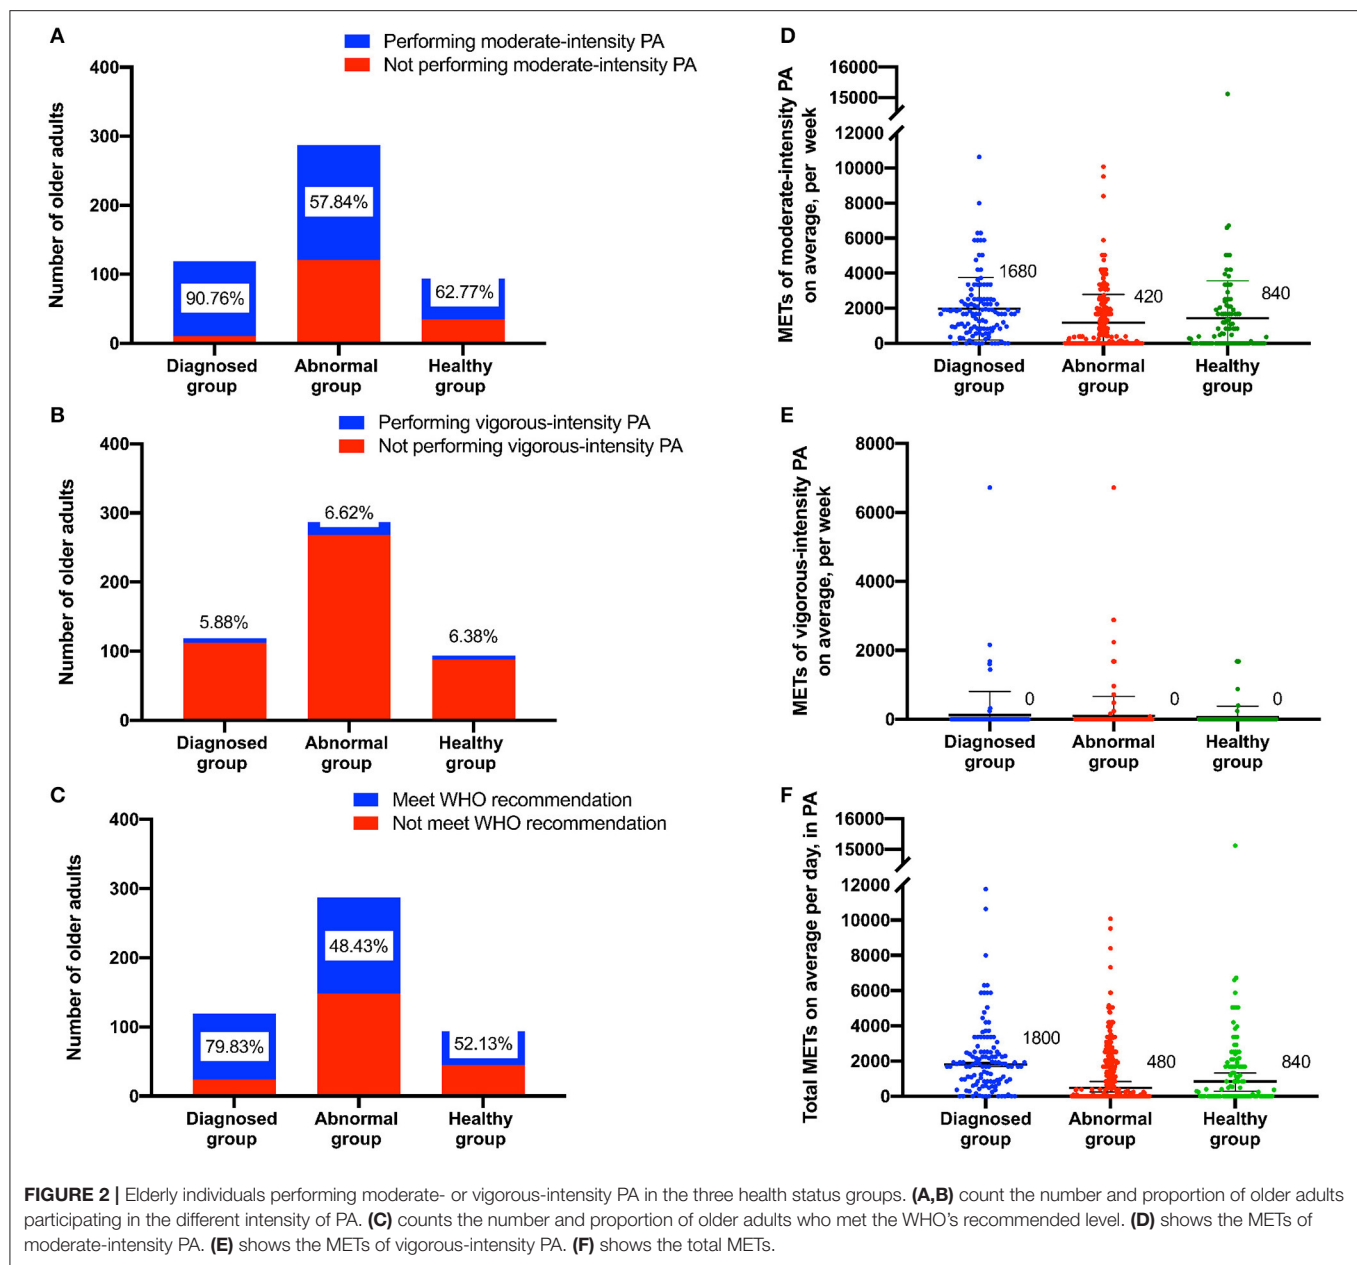 A
Performing moderate-intensity PA
Not performing moderate-intensity PA
Number of older adults
400
300
200
100
0
90.76%
57.84%
62.77%
Diagnosed group
Abnormal group
Healthy group
D
METs of moderate-intensity PA
on average, per week
16000
15000
12000
10000
8000
6000
4000
2000
0
1680
420
840
Diagnosed group
Abnormal group
Healthy group
B
Performing vigorous-intensity PA
Not performing vigorous-intensity PA
Number of older adults
400
300
200
100
0
5.88%
6.62%
6.38%
Diagnosed group
Abnormal group
Healthy group
E
METs of vigorous-intensity PA
on average, per week
8000
6000
4000
2000
0
0
0
0
Diagnosed group
Abnormal group
Healthy group
C
Meet WHO recommendation
Not meet WHO recommendation
Number of older adults
400
300
200
100
0
79.83%
48.43%
52.13%
Diagnosed group
Abnormal group
Healthy group
F
Total METs on average per day, in PA
16000
15000
12000
10000
8000
6000
4000
2000
0
1800
480
840
Diagnosed group
Abnormal group
Healthy group
FIGURE 2 | Elderly individuals performing moderate- or vigorous-intensity PA in the three health status groups. (A,B) count the number and proportion of older adults
participating in the different intensity of PA. (C) counts the number and proportion of older adults who met the WHO's recommended level. (D) shows the METs of
moderate-intensity PA. (E) shows the METs of vigorous-intensity PA. (F) shows the total METs.